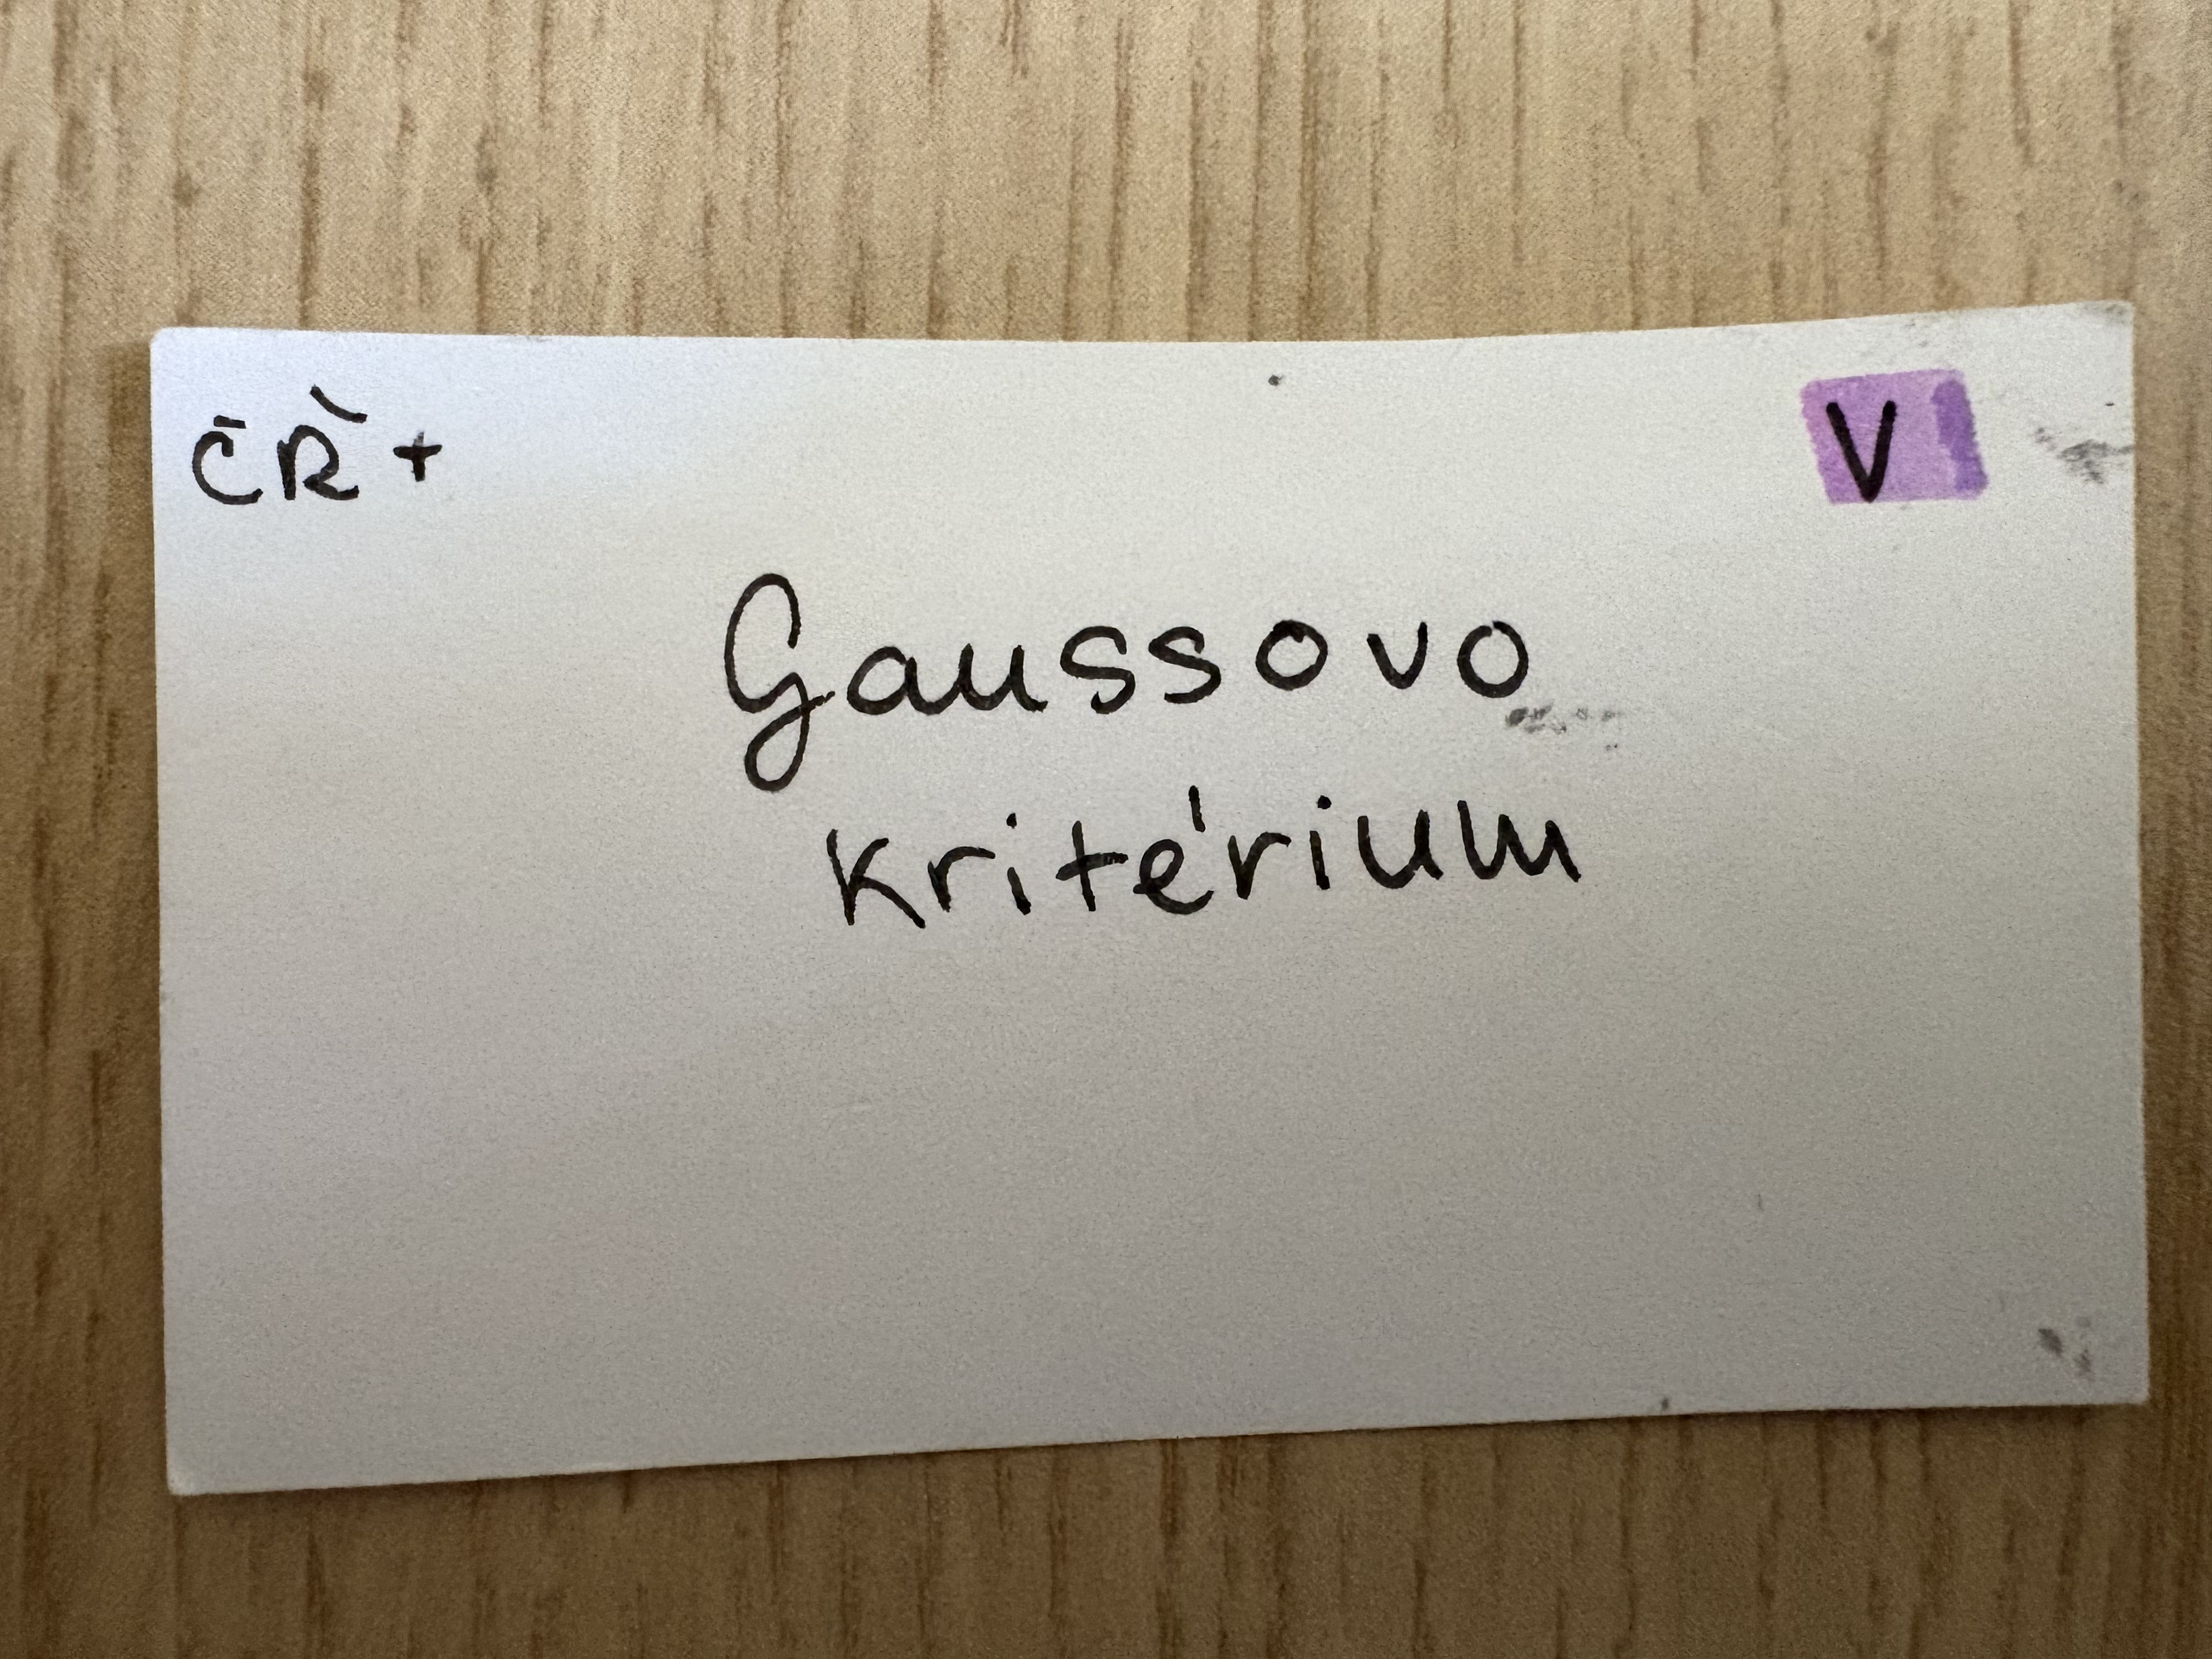 ČŘ +
V
Gaussovo
kritérium